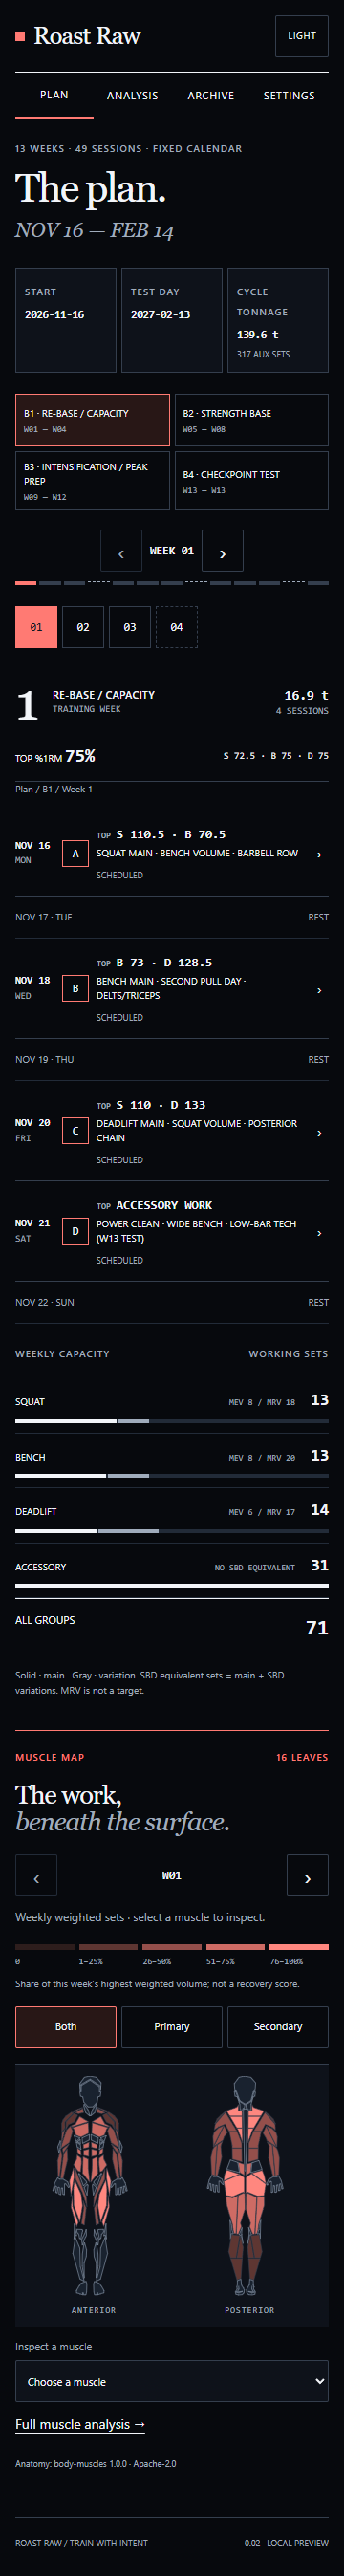 Roast Raw
LIGHT
PLAN ANALYSIS ARCHIVE SETTINGS
13 WEEKS · 49 SESSIONS · FIXED CALENDAR
The plan.
NOV 16 — FEB 14
START
2026-11-16
TEST DAY
2027-02-13
CYCLE
TONNAGE
139.6 t
317 AUX SETS
B1 · RE-BASE / CAPACITY
W01 — W04
B2 · STRENGTH BASE
W05 — W08
B3 · INTENSIFICATION / PEAK
PREP
W09 — W12
B4 · CHECKPOINT TEST
W13 — W13
‹ WEEK 01 ›
01 02 03 04
1
RE-BASE / CAPACITY
TRAINING WEEK
16.9 t
4 SESSIONS
TOP %1RM 75%
S 72.5 · B 75 · D 75
Plan / B1 / Week 1
NOV 16
MON
A
TOP S 110.5 · B 70.5
SQUAT MAIN · BENCH VOLUME · BARBELL ROW
SCHEDULED
›
NOV 17 · TUE REST
NOV 18
WED
B
TOP B 73 · D 128.5
BENCH MAIN · SECOND PULL DAY ·
DELTS/TRICEPS
SCHEDULED
›
NOV 19 · THU REST
NOV 20
FRI
C
TOP S 110 · D 133
DEADLIFT MAIN · SQUAT VOLUME · POSTERIOR
CHAIN
SCHEDULED
›
NOV 21
SAT
D
TOP ACCESSORY WORK
POWER CLEAN · WIDE BENCH · LOW-BAR TECH
(W13 TEST)
SCHEDULED
›
NOV 22 · SUN REST
WEEKLY CAPACITY WORKING SETS
SQUAT MEV 8 / MRV 18 13
BENCH MEV 8 / MRV 20 13
DEADLIFT MEV 6 / MRV 17 14
ACCESSORY NO SBD EQUIVALENT 31
ALL GROUPS 71
Solid · main Gray · variation. SBD equivalent sets = main + SBD
variations. MRV is not a target.
MUSCLE MAP 16 LEAVES
The work,
beneath the surface.
‹ W01 ›
Weekly weighted sets · select a muscle to inspect.
0 1–25% 26–50% 51–75% 76–100%
Share of this week's highest weighted volume; not a recovery score.
Both Primary Secondary
ANTERIOR POSTERIOR
Inspect a muscle
Choose a muscle
Full muscle analysis →
Anatomy: body-muscles 1.0.0 · Apache-2.0
ROAST RAW / TRAIN WITH INTENT 0.02 · LOCAL PREVIEW